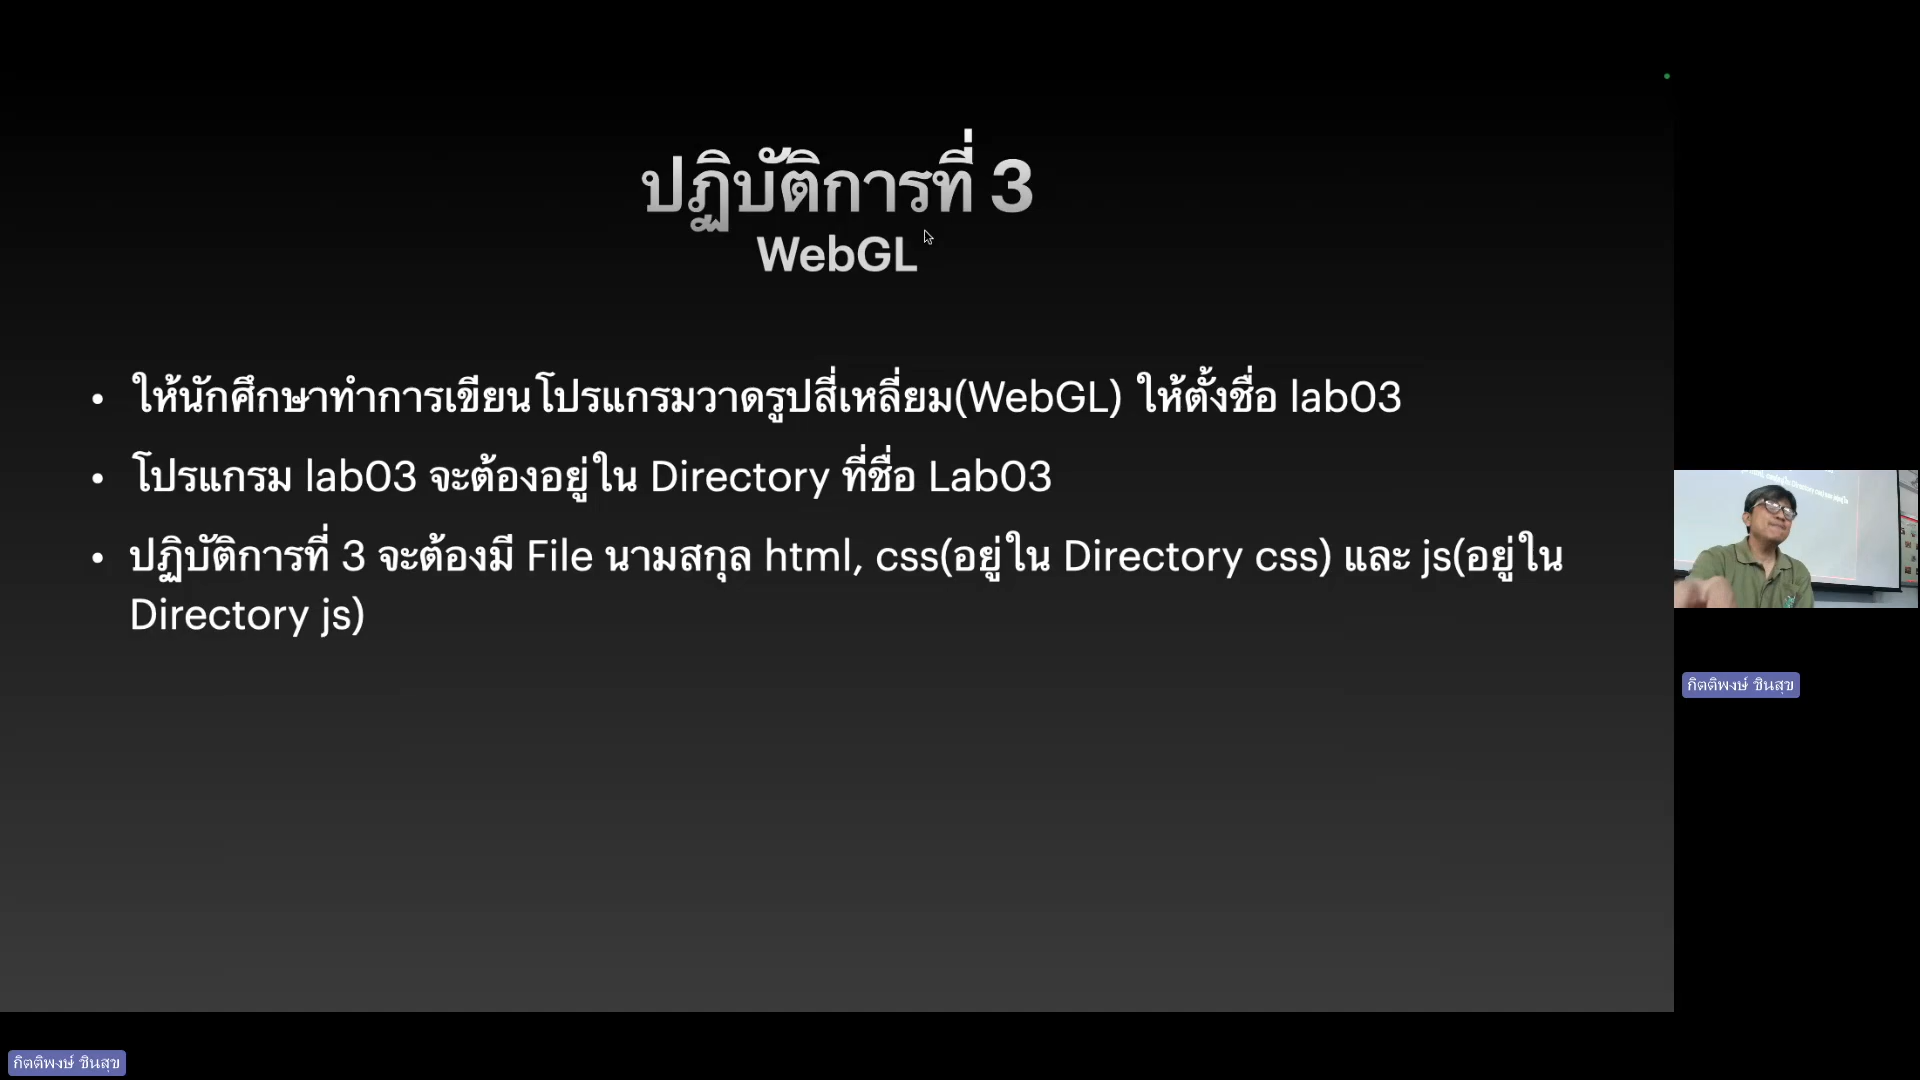 ปฏิบัติการที่ 3
WebGL
• ให้นักศึกษาทำการเขียนโปรแกรมวาดรูปสี่เหลี่ยม(WebGL) ให้ตั้งชื่อ lab03
• โปรแกรม lab03 จะต้องอยู่ใน Directory ที่ชื่อ Lab03
• ปฏิบัติการที่ 3 จะต้องมี File นามสกุล html, css(อยู่ใน Directory css) และ js(อยู่ใน
Directory js)
กิตติพงษ์ ชินสุข
กิตติพงษ์ ชินสุข